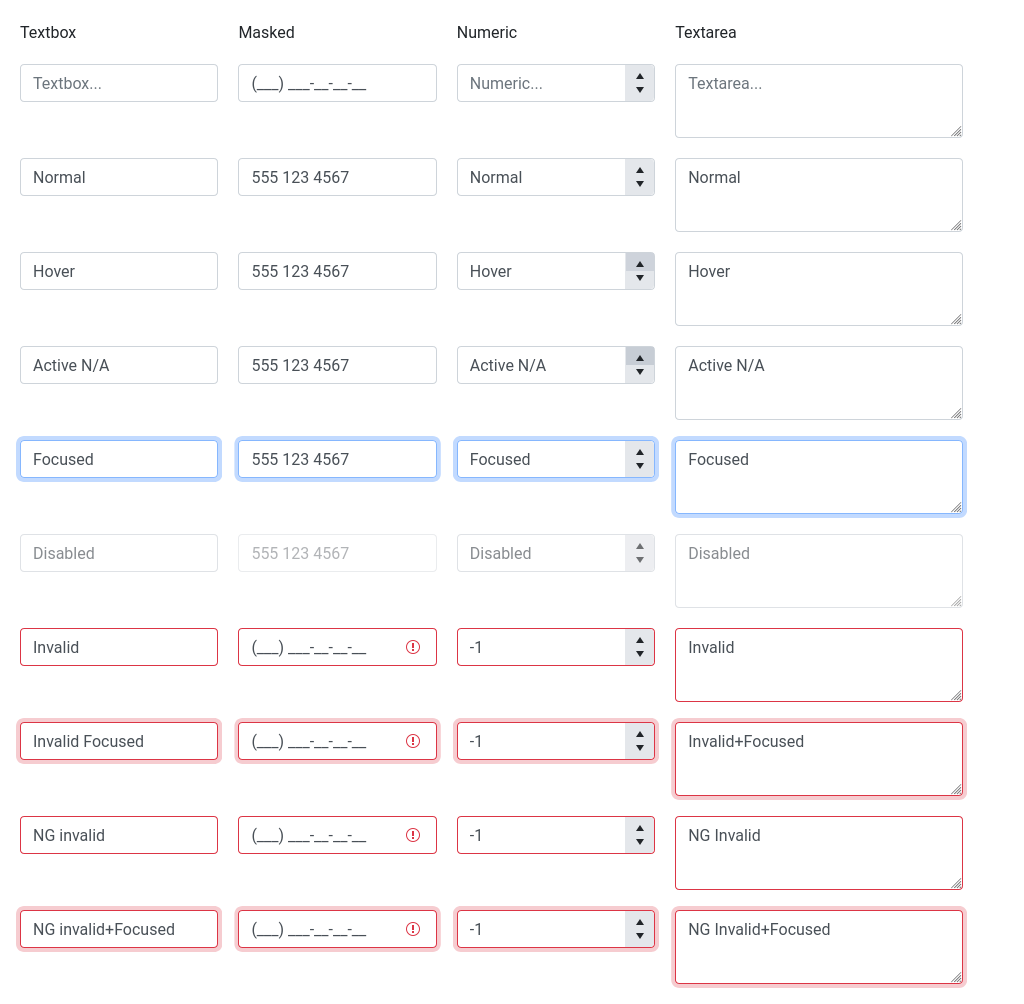 Textbox Masked Numeric Textarea
Textbox... (___) ___-__-__-__ Numeric... Textarea...
Normal 555 123 4567 Normal Normal
Hover 555 123 4567 Hover Hover
Active N/A 555 123 4567 Active N/A Active N/A
Focused 555 123 4567 Focused Focused
Disabled 555 123 4567 Disabled Disabled
Invalid (___) ___-__-__-__ -1 Invalid
Invalid Focused (___) ___-__-__-__ -1 Invalid+Focused
NG invalid (___) ___-__-__-__ -1 NG Invalid
NG invalid+Focused (___) ___-__-__-__ -1 NG Invalid+Focused